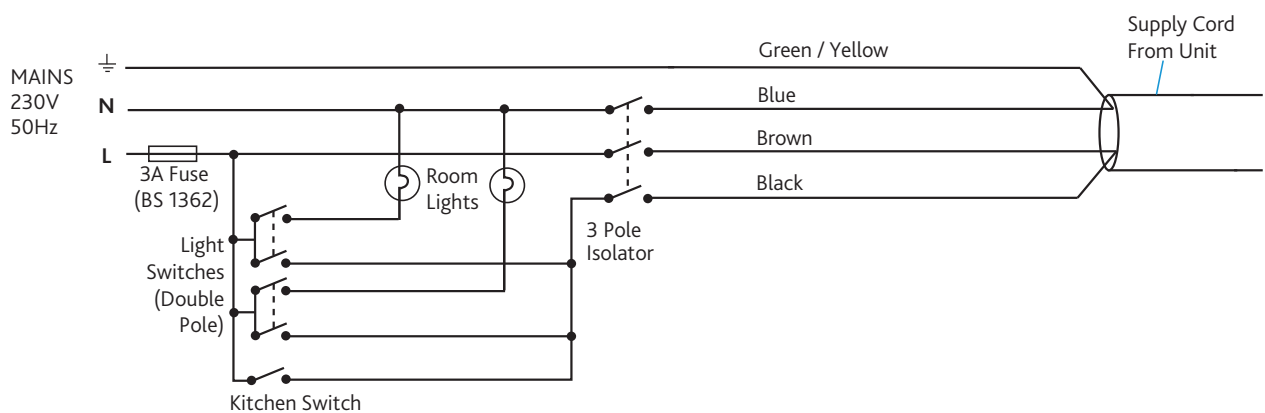 Supply Cord
From Unit
Green / Yellow
MAINS
230V
50Hz
N
Blue
L
Brown
3A Fuse
(BS 1362)
Room
Lights
Black
3 Pole
Isolator
Light
Switches
(Double
Pole)
Kitchen Switch